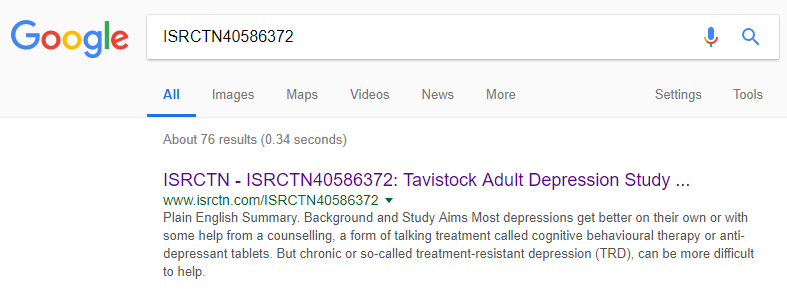 Google
ISRCTN40586372
All Images Maps Videos News More Settings Tools
About 76 results (0.34 seconds)
ISRCTN - ISRCTN40586372: Tavistock Adult Depression Study ...
www.isrctn.com/ISRCTN40586372
Plain English Summary. Background and Study Aims Most depressions get better on their own or with
some help from a counselling, a form of talking treatment called cognitive behavioural therapy or anti-
depressant tablets. But chronic or so-called treatment-resistant depression (TRD), can be more difficult
to help.